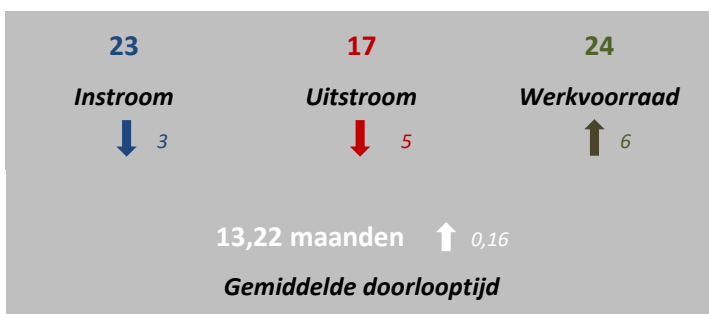 23 17 24
Instroom Uitstroom Werkvoorraad
3 5 6
13,22 maanden 0,16
Gemiddelde doorlooptijd